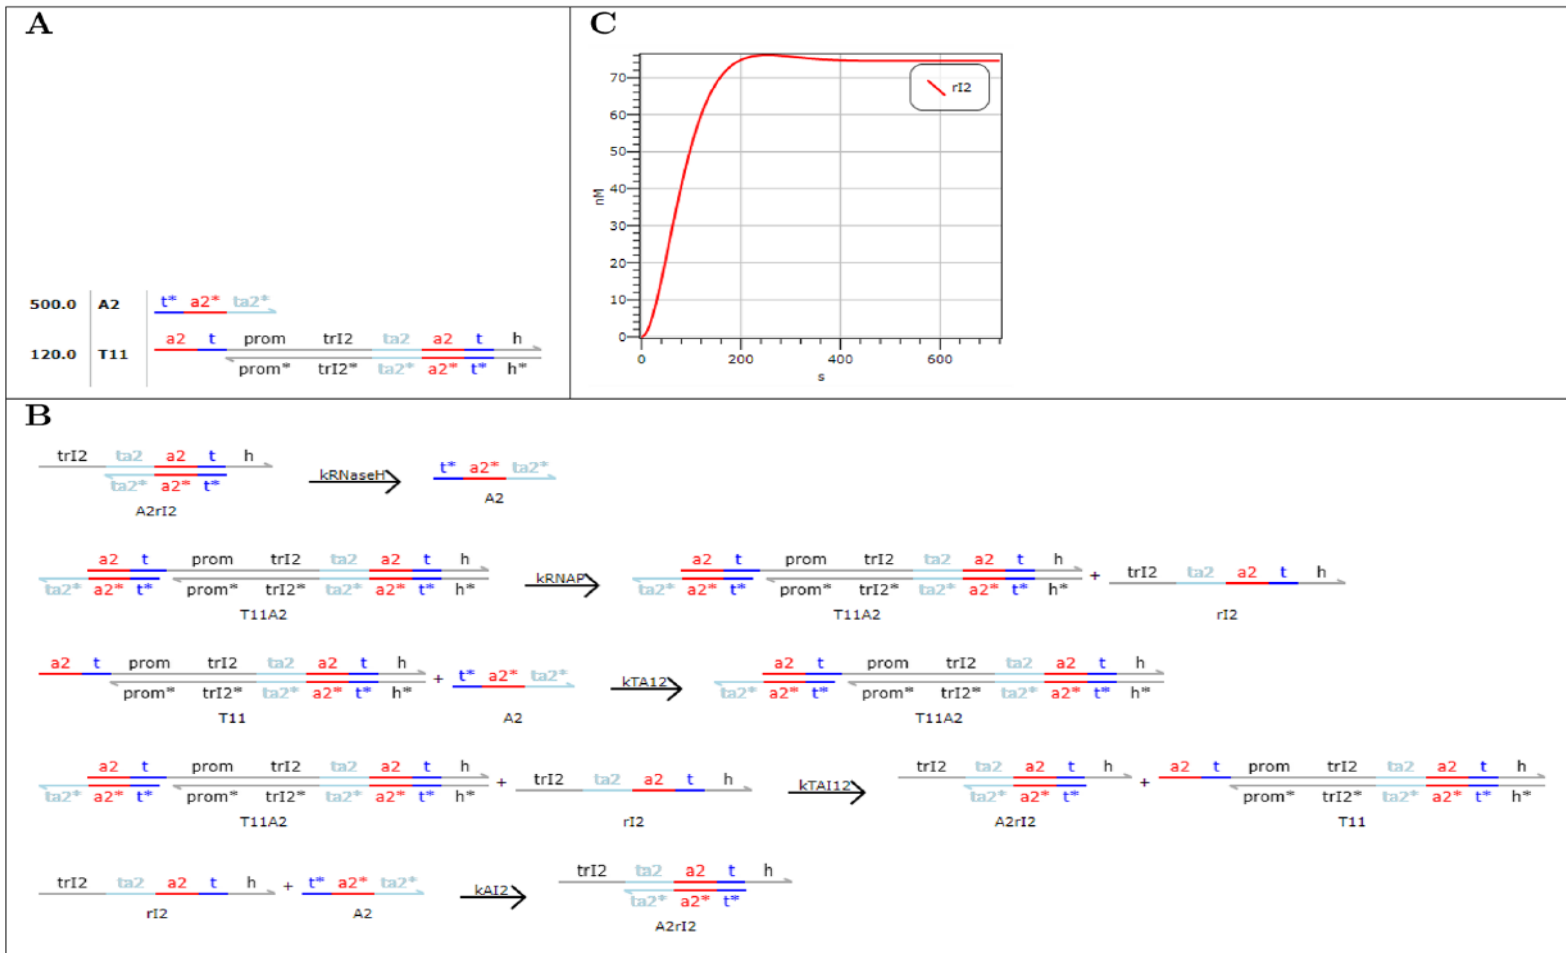 A
500.0 A2 t* a2* ta2*
a2 t prom trI2 ta2 a2 t h
120.0 T11
prom* trI2* ta2* a2* t* h*
C
70
60
50
40
30
20
10
0
nM
0 200 400 600
s
rI2
B
trI2 ta2 a2 t h
ta2* a2* t*
A2rI2
kRNaseH
t* a2* ta2*
A2
a2 t prom trI2 ta2 a2 t h
ta2* a2* t* prom* trI2* ta2* a2* t* h*
T11A2
kRNAP
a2 t prom trI2 ta2 a2 t h
ta2* a2* t* prom* trI2* ta2* a2* t* h*
T11A2
+
trI2 ta2 a2 t h
rI2
a2 t prom trI2 ta2 a2 t h
prom* trI2* ta2* a2* t* h*
T11
+
t* a2* ta2*
A2
kTA12
a2 t prom trI2 ta2 a2 t h
ta2* a2* t* prom* trI2* ta2* a2* t* h*
T11A2
a2 t prom trI2 ta2 a2 t h
ta2* a2* t* prom* trI2* ta2* a2* t* h*
T11A2
+
trI2 ta2 a2 t h
rI2
kTAI12
trI2 ta2 a2 t h
ta2* a2* t*
A2rI2
+
a2 t prom trI2 ta2 a2 t h
prom* trI2* ta2* a2* t* h*
T11
trI2 ta2 a2 t h
rI2
+
t* a2* ta2*
A2
kAI2
trI2 ta2 a2 t h
ta2* a2* t*
A2rI2